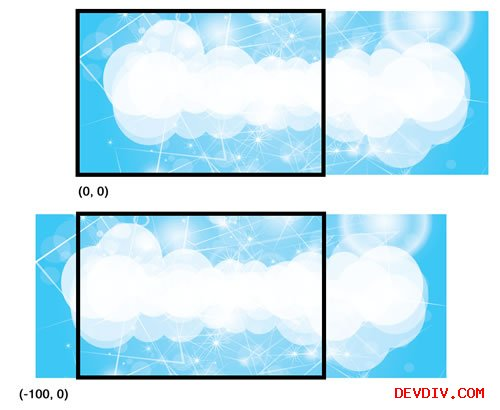 (0, 0)
(-100, 0)
DEVDIV.COM